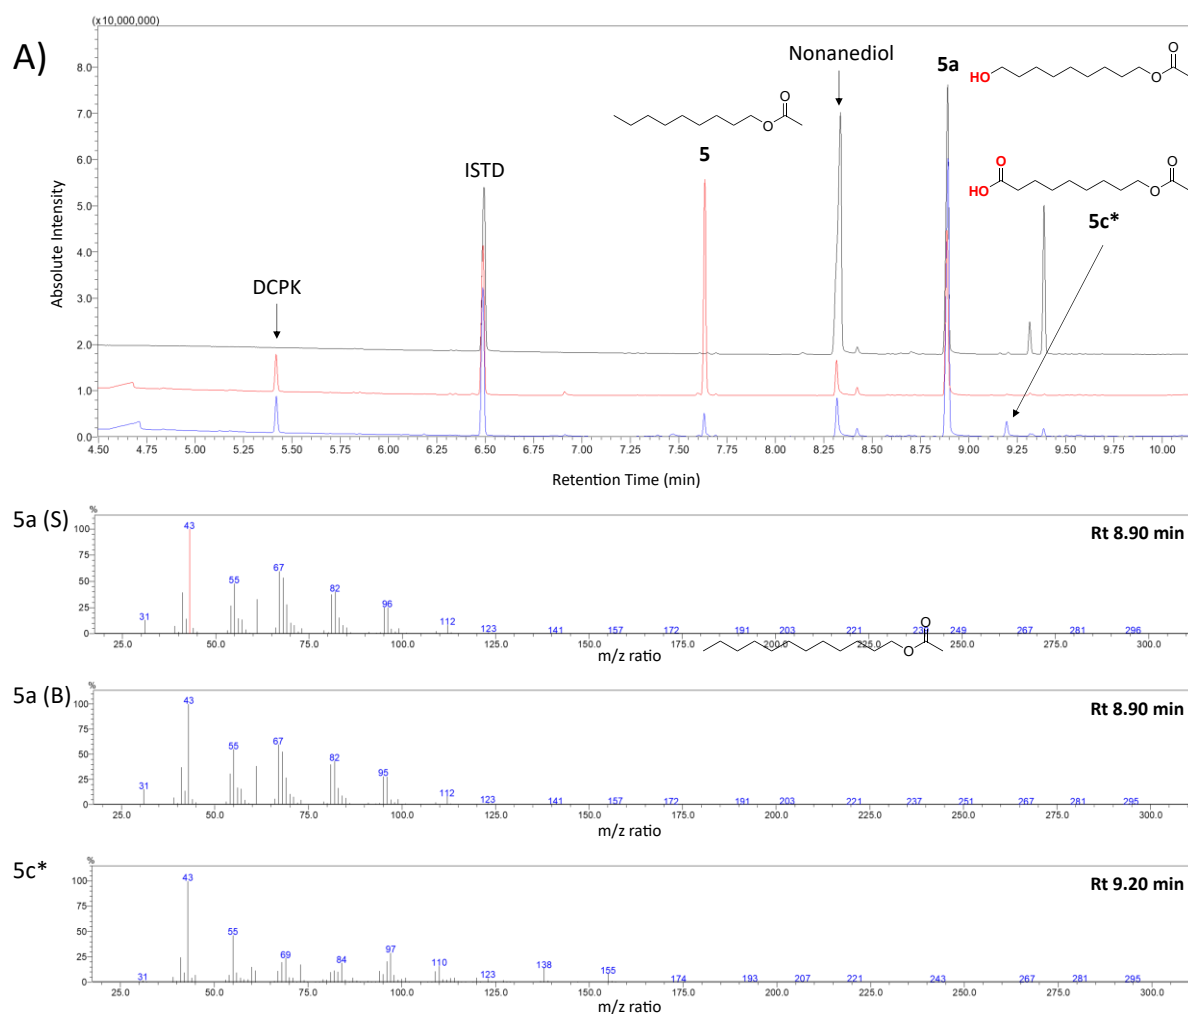 (x10,000,000)
A)
8.0
7.0
6.0
5.0
4.0
3.0
2.0
1.0
0.0
Absolute Intensity
DCPK
ISTD
5
Nonanediol
5a
5c*
O
O
HO
O
O
O
HO
O
O
4.50 4.75 5.00 5.25 5.50 5.75 6.00 6.25 6.50 6.75 7.00 7.25 7.50 7.75 8.00 8.25 8.50 8.75 9.00 9.25 9.50 9.75 10.00
Retention Time (min)
5a (S)
%
100
75
50
25
0
Rt 8.90 min
31 43 55 67 82 96 112 123 141 157 172 191 203 221 249 267 281 296
25.0 50.0 75.0 100.0 125.0 150.0 175.0 200.0 225.0 250.0 275.0 300.0
m/z ratio
O
O
5a (B)
%
100
75
50
25
0
Rt 8.90 min
31 43 55 67 82 95 112 123 141 157 172 191 203 221 237 251 267 281 295
25.0 50.0 75.0 100.0 125.0 150.0 175.0 200.0 225.0 250.0 275.0 300.0
m/z ratio
5c*
%
100
75
50
25
0
Rt 9.20 min
31 43 55 69 84 97 110 123 138 155 174 193 207 221 243 267 281 295
25.0 50.0 75.0 100.0 125.0 150.0 175.0 200.0 225.0 250.0 275.0 300.0
m/z ratio